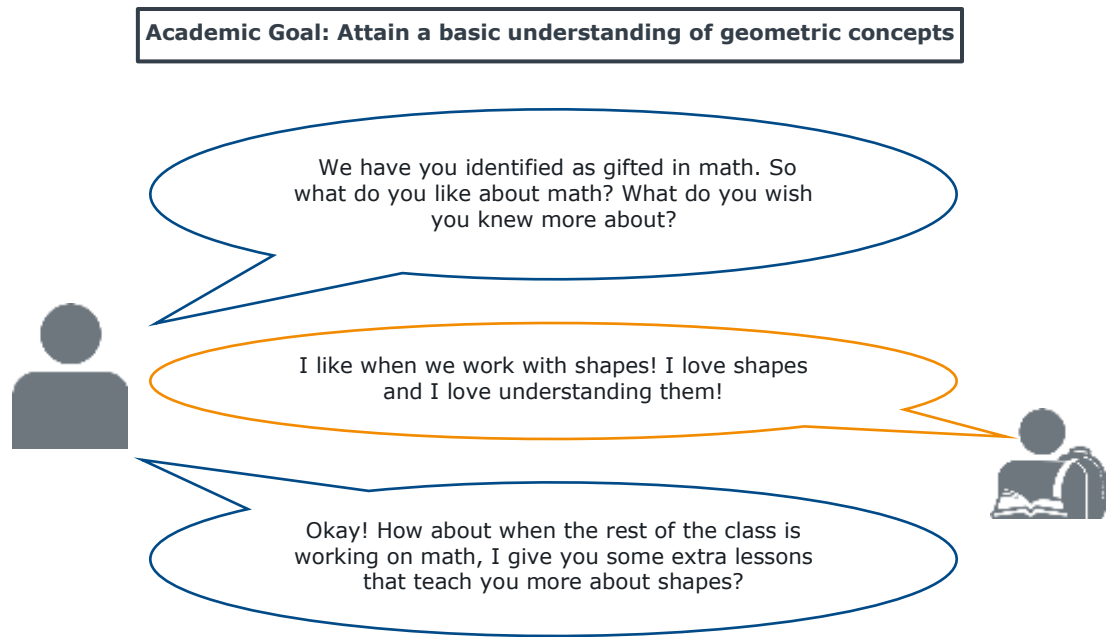 Academic Goal: Attain a basic understanding of geometric concepts
We have you identified as gifted in math. So
what do you like about math? What do you wish
you knew more about?
I like when we work with shapes! I love shapes
and I love understanding them!
Okay! How about when the rest of the class is
working on math, I give you some extra lessons
that teach you more about shapes?